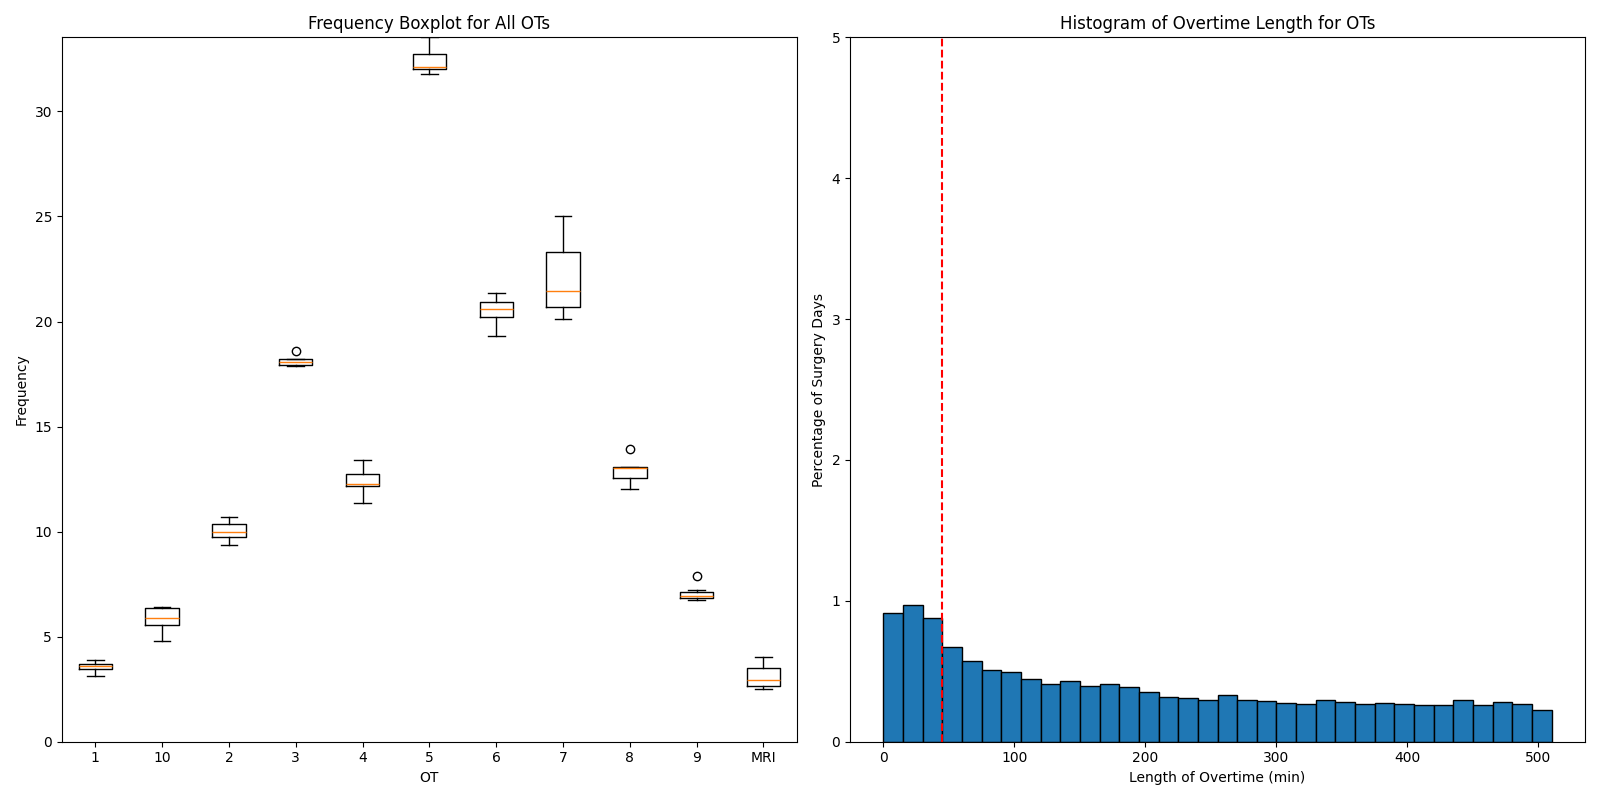 Frequency Boxplot for All OTs
Frequency
30
25
20
15
10
5
0
1 10 2 3 4 5 6 7 8 9 MRI
OT
Histogram of Overtime Length for OTs
Percentage of Surgery Days
5
4
3
2
1
0
0 100 200 300 400 500
Length of Overtime (min)